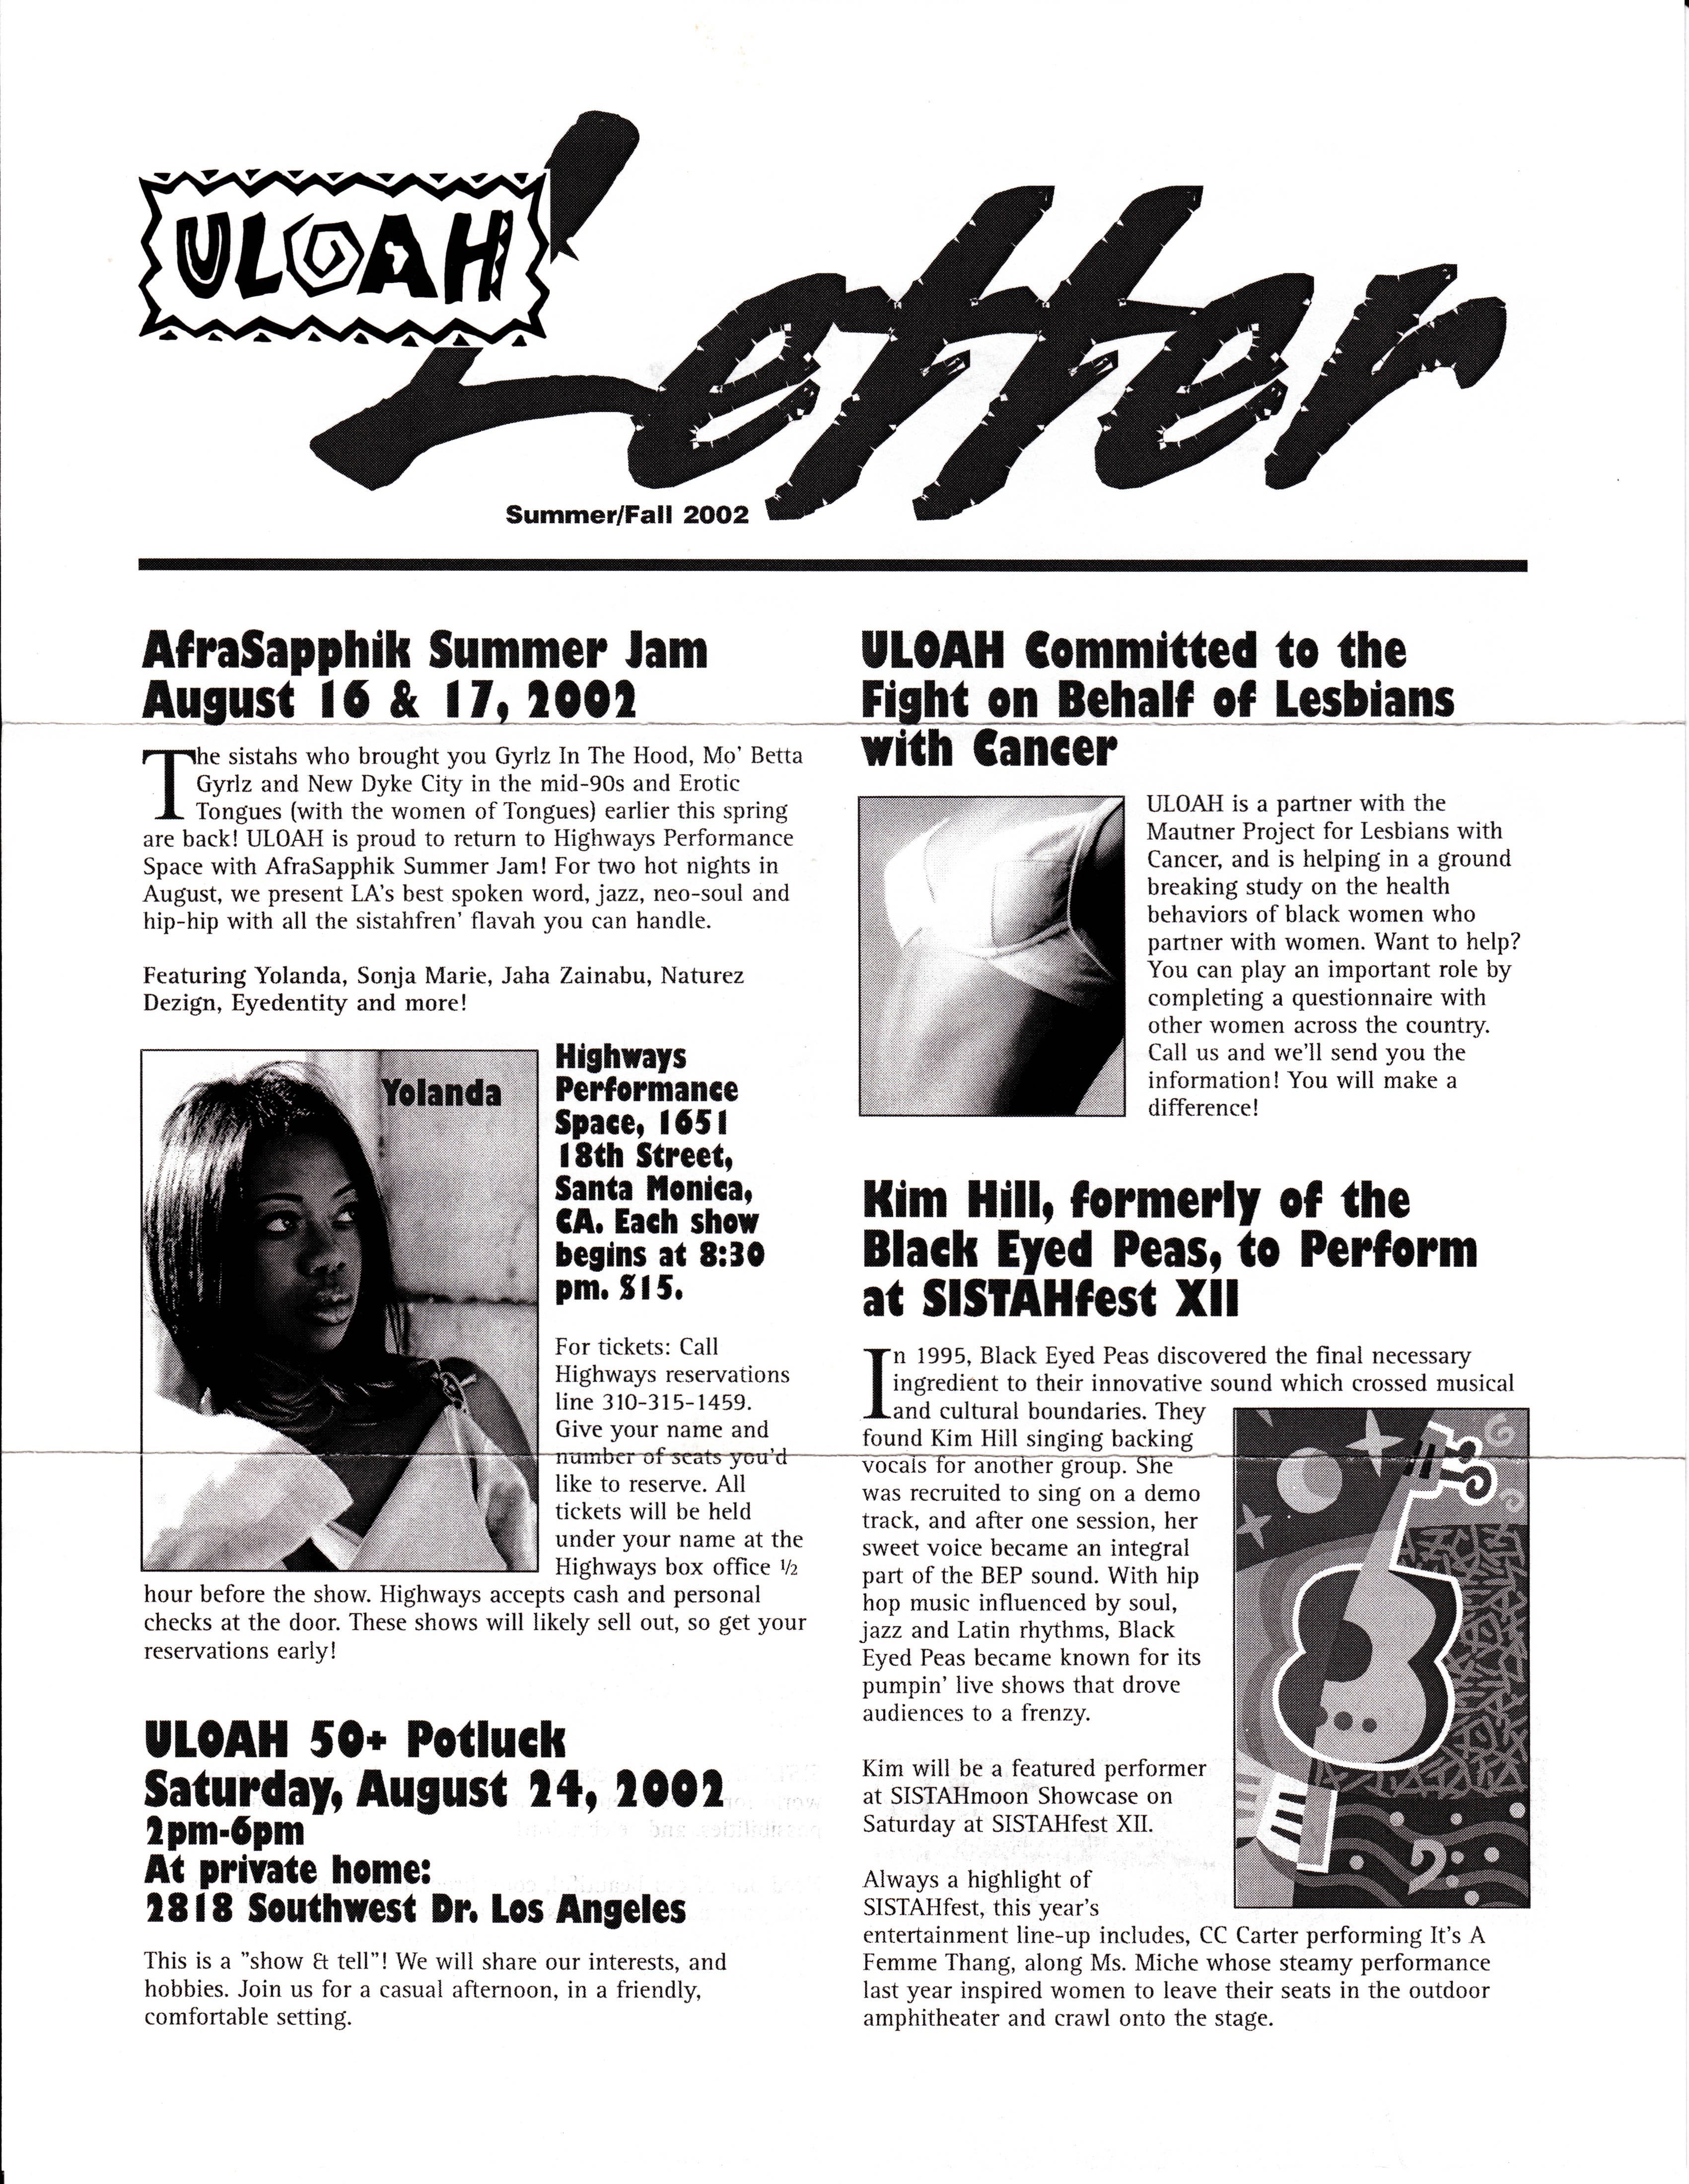 ULOAH
Letter
Summer/Fall 2002
AfraSapphik Summer Jam
August 16 & 17, 2002
The sistahs who brought you Gyrlz In The Hood, Mo' Betta
Gyrlz and New Dyke City in the mid-90s and Erotic
Tongues (with the women of Tongues) earlier this spring
are back! ULOAH is proud to return to Highways Performance
Space with AfraSapphik Summer Jam! For two hot nights in
August, we present LA's best spoken word, jazz, neo-soul and
hip-hip with all the sistahfren' flavah you can handle.
Featuring Yolanda, Sonja Marie, Jaha Zainabu, Naturez
Dezign, Eyedentity and more!
Yolanda
Highways
Performance
Space, 1651
18th Street,
Santa Monica,
CA. Each show
begins at 8:30
pm. $15.
For tickets: Call
Highways reservations
line 310-315-1459.
Give your name and
number of seats you'd
like to reserve. All
tickets will be held
under your name at the
Highways box office ½
hour before the show. Highways accepts cash and personal
checks at the door. These shows will likely sell out, so get your
reservations early!
ULOAH 50+ Potluck
Saturday, August 24, 2002
2pm-6pm
At private home:
2818 Southwest Dr. Los Angeles
This is a "show & tell"! We will share our interests, and
hobbies. Join us for a casual afternoon, in a friendly,
comfortable setting.
ULOAH Committed to the
Fight on Behalf of Lesbians
with Cancer
ULOAH is a partner with the
Mautner Project for Lesbians with
Cancer, and is helping in a ground
breaking study on the health
behaviors of black women who
partner with women. Want to help?
You can play an important role by
completing a questionnaire with
other women across the country.
Call us and we'll send you the
information! You will make a
difference!
Kim Hill, formerly of the
Black Eyed Peas, to Perform
at SISTAHfest XII
In 1995, Black Eyed Peas discovered the final necessary
ingredient to their innovative sound which crossed musical
and cultural boundaries. They
found Kim Hill singing backing
vocals for another group. She
was recruited to sing on a demo
track, and after one session, her
sweet voice became an integral
part of the BEP sound. With hip
hop music influenced by soul,
jazz and Latin rhythms, Black
Eyed Peas became known for its
pumpin' live shows that drove
audiences to a frenzy.
Kim will be a featured performer
at SISTAHmoon Showcase on
Saturday at SISTAHfest XII.
Always a highlight of
SISTAHfest, this year's
entertainment line-up includes, CC Carter performing It's A
Femme Thang, along Ms. Miche whose steamy performance
last year inspired women to leave their seats in the outdoor
amphitheater and crawl onto the stage.